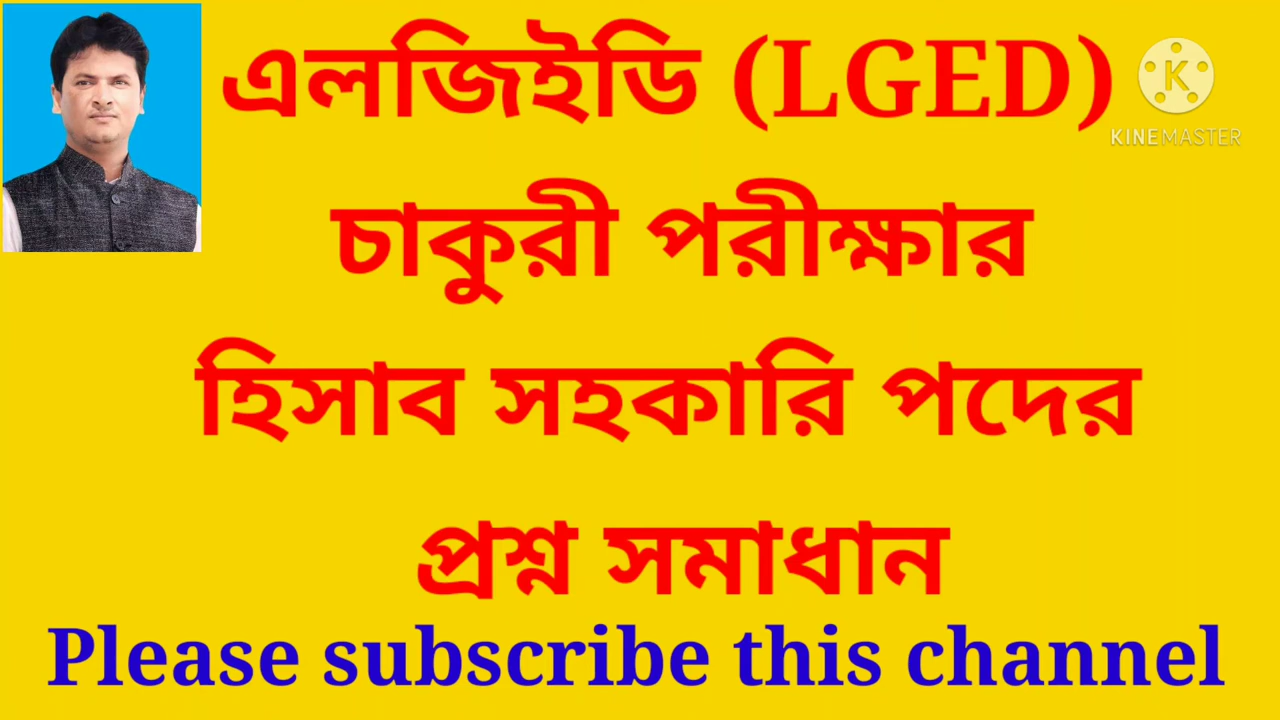 এলজিইডি (LGED)
K
KINEMASTER
চাকুরী পরীক্ষার
হিসাব সহকারি পদের
প্রশ্ন সমাধান
Please subscribe this channel